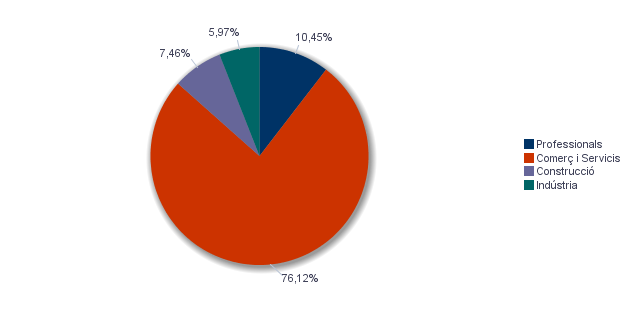 5,97%
10,45%
7,46%
Professionals
Comerç i Servicis
Construcció
Indústria
76,12%